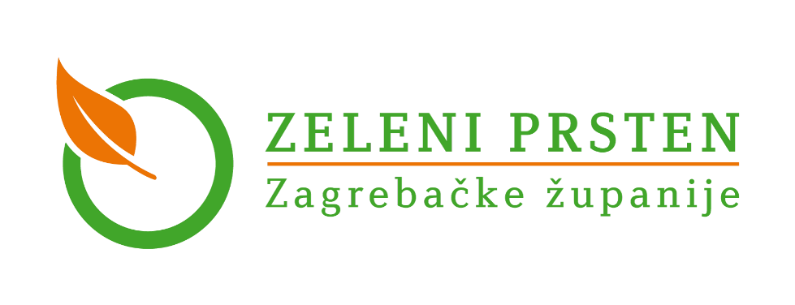 ZELENI PRSTEN
Zagrebačke županije